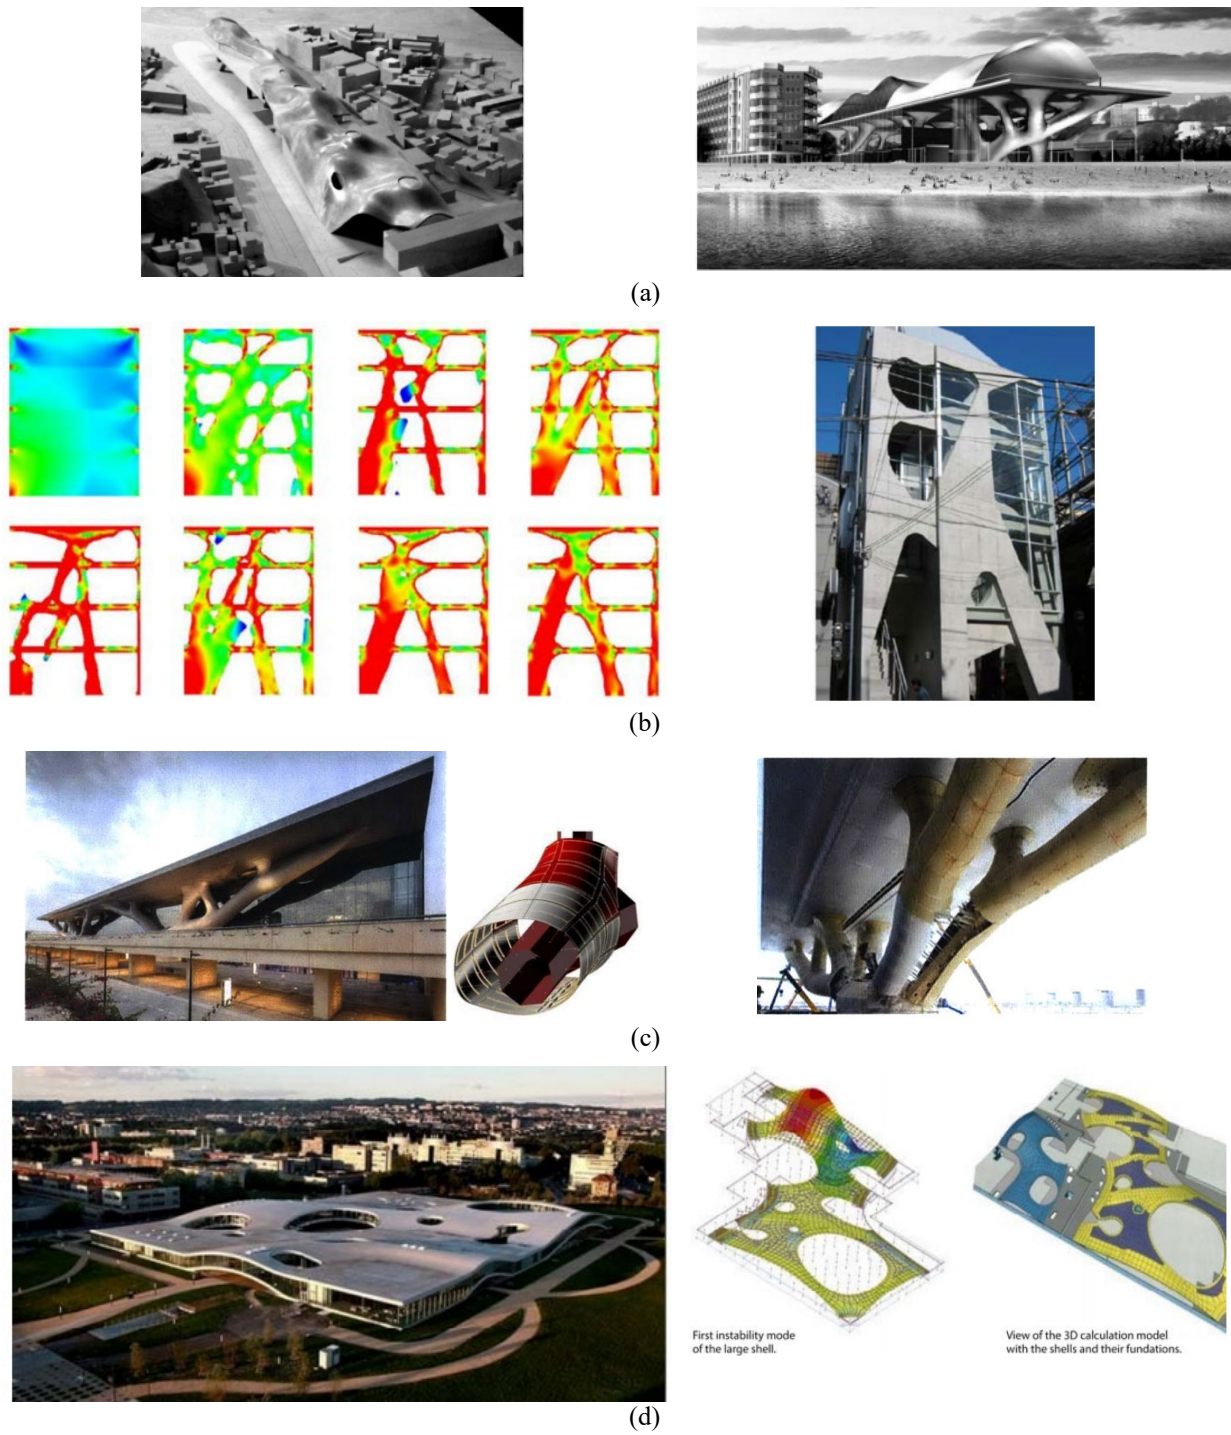 (a)
(b)
(c)
First instability mode
of the large shell.
View of the 3D calculation model
with the shells and their fundations.
(d)